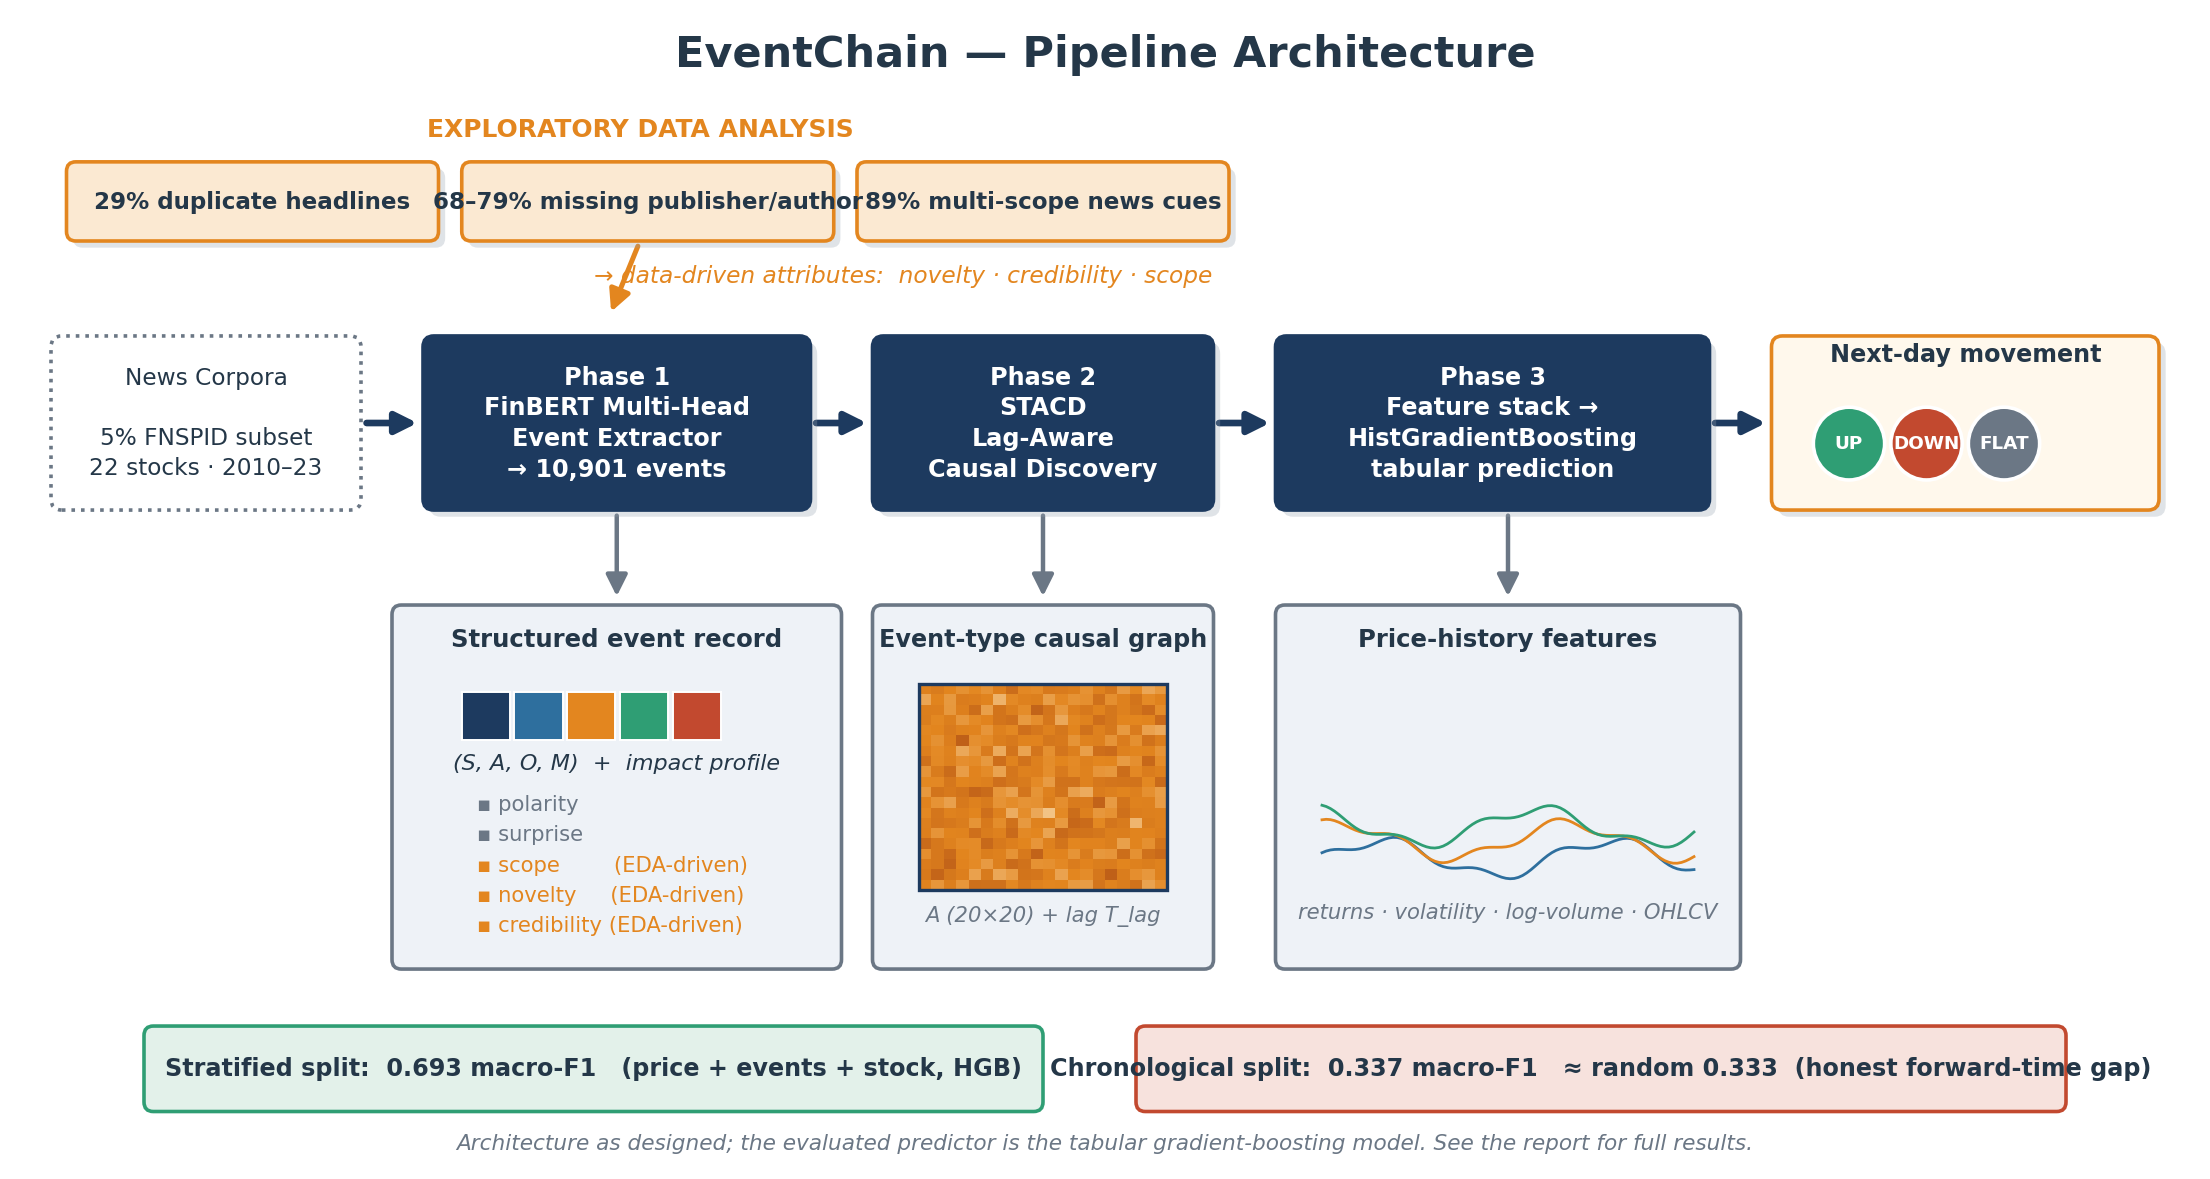 EventChain — Pipeline Architecture
EXPLORATORY DATA ANALYSIS
29% duplicate headlines
68–79% missing publisher/author
89% multi-scope news cues
→ data-driven attributes: novelty · credibility · scope
News Corpora
5% FNSPID subset
22 stocks · 2010–23
Phase 1
FinBERT Multi-Head
Event Extractor
→ 10,901 events
Phase 2
STACD
Lag-Aware
Causal Discovery
Phase 3
Feature stack →
HistGradientBoosting
tabular prediction
Next-day movement
UP
DOWN
FLAT
Structured event record
(S, A, O, M) + impact profile
▪ polarity
▪ surprise
▪ scope (EDA-driven)
▪ novelty (EDA-driven)
▪ credibility (EDA-driven)
Event-type causal graph
A (20×20) + lag T_lag
Price-history features
returns · volatility · log-volume · OHLCV
Stratified split: 0.693 macro-F1 (price + events + stock, HGB)
Chronological split: 0.337 macro-F1 ≈ random 0.333 (honest forward-time gap)
Architecture as designed; the evaluated predictor is the tabular gradient-boosting model. See the report for full results.